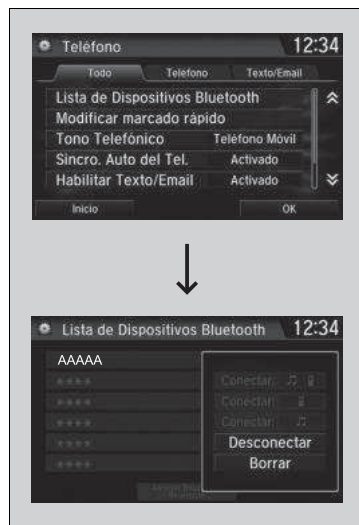 Teléfono 12:34
Todo Teléfono Texto/Email
Lista de Dispositivos Bluetooth
Modificar marcado rápido
Tono Telefónico Teléfono Móvil
Sincro. Auto del Tel. Activado
Habilitar Texto/Email Activado
Inicio OK
Lista de Dispositivos Bluetooth 12:34
AAAAA
**** Conectar:
**** Conectar:
**** Conectar:
**** Desconectar
**** Borrar